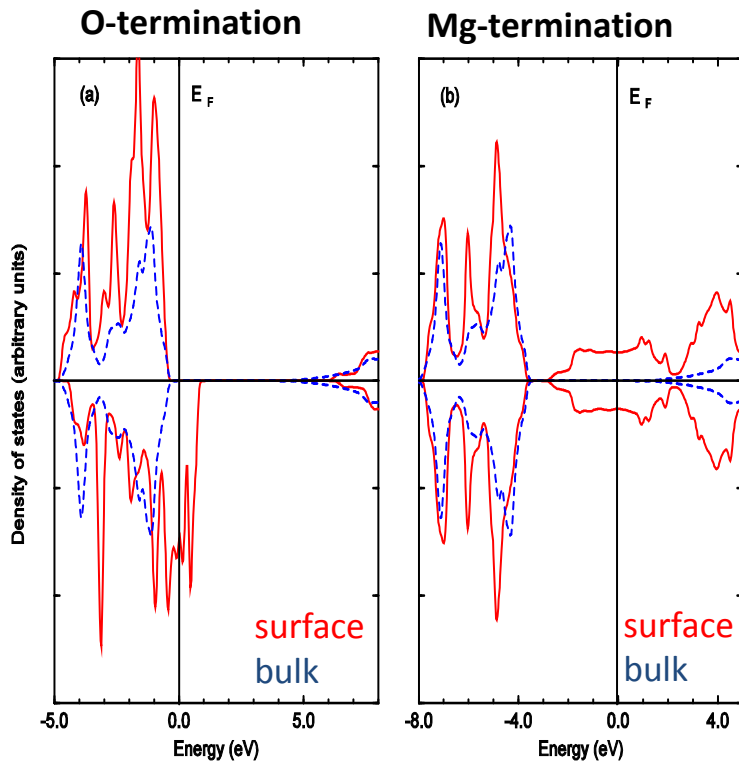 O-termination
Mg-termination
(a)
E F
(b)
E F
Density of states (arbitrary units)
surface
bulk
surface
bulk
-5.0
0.0
5.0
-8.0
-4.0
0.0
4.0
Energy (eV)
Energy (eV)